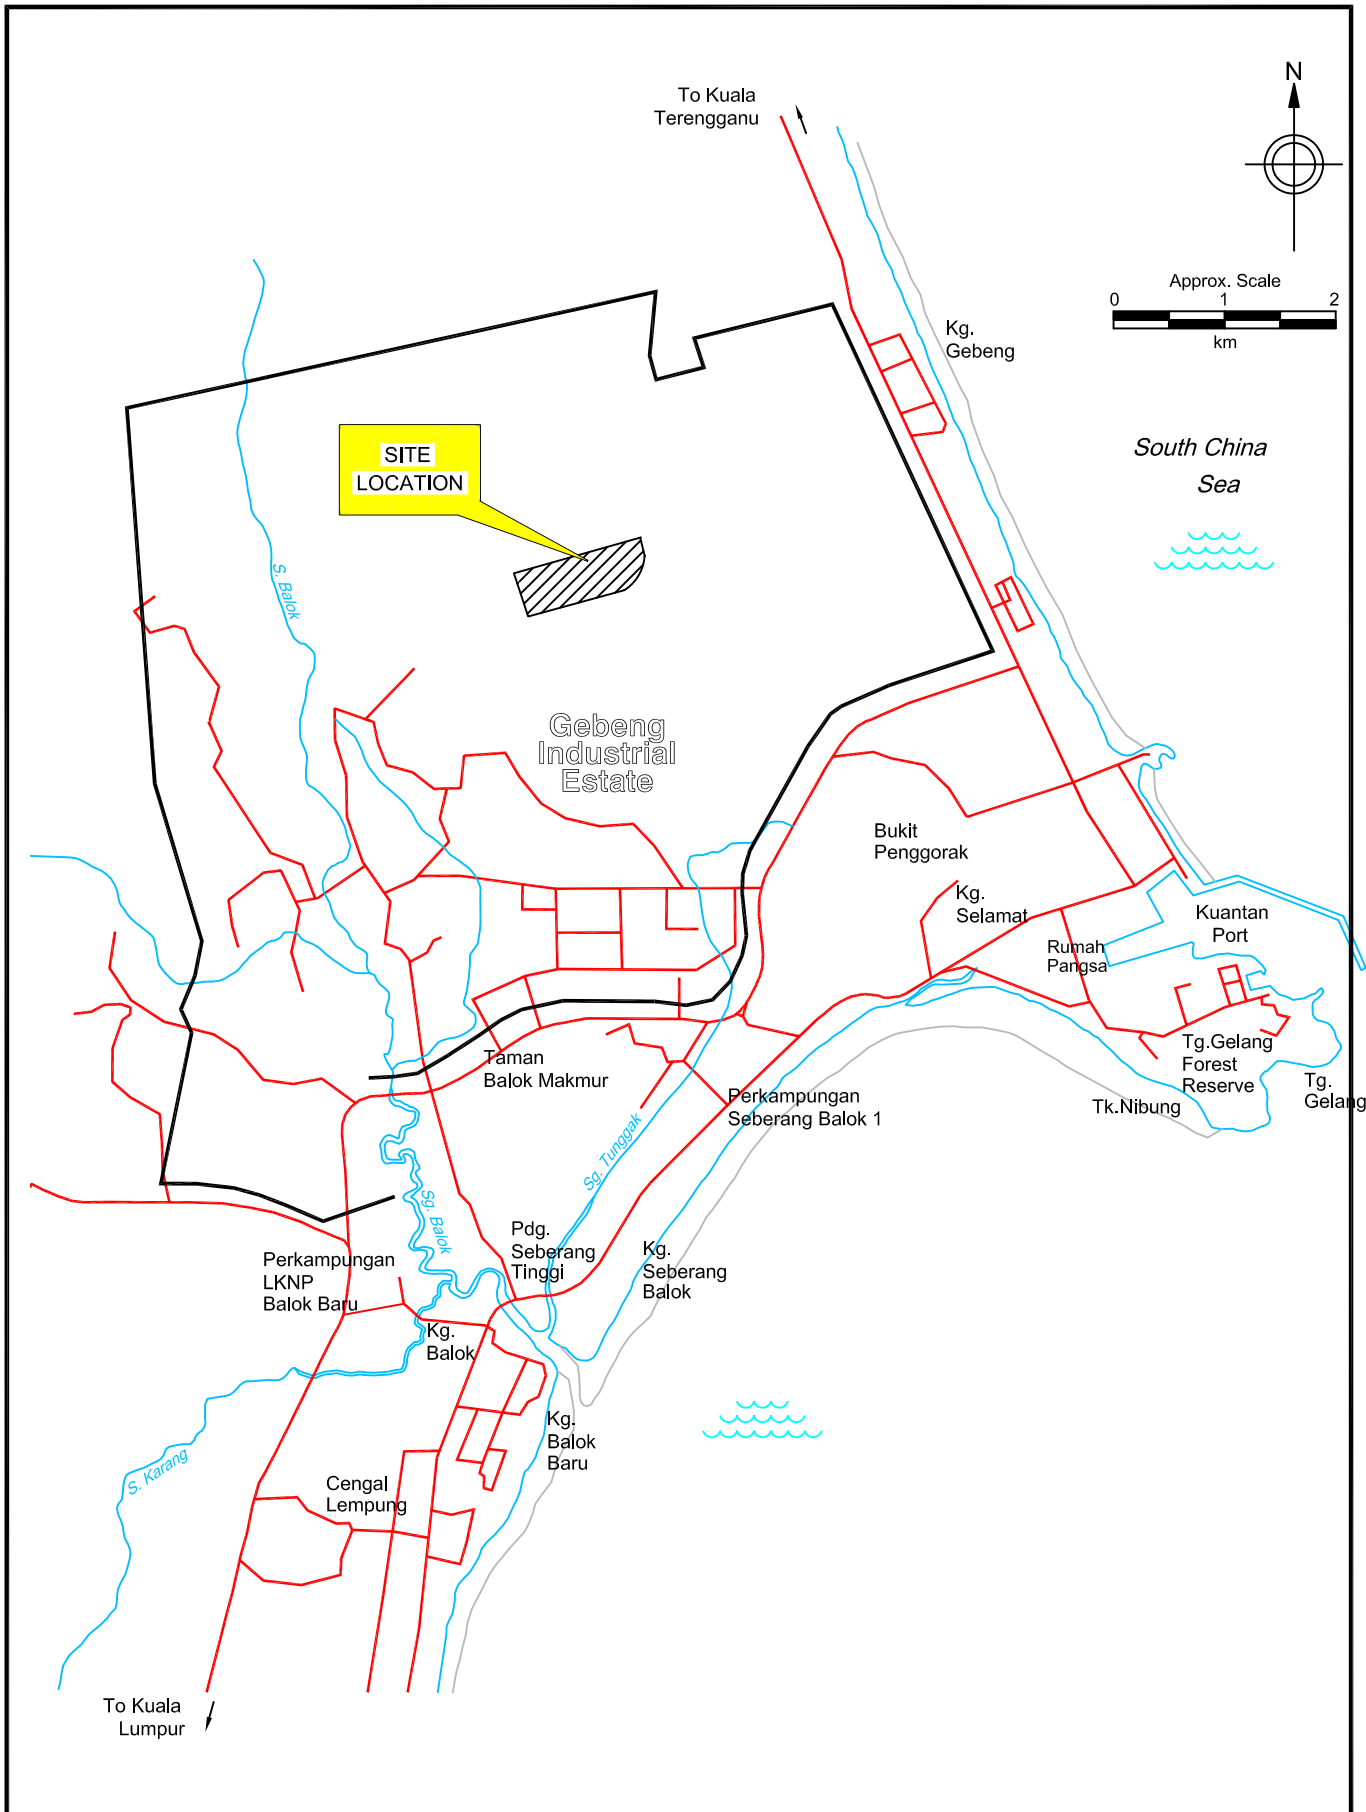 To Kuala
Terengganu
N
Approx. Scale
0 1 2
km
Kg.
Gebeng
South China
Sea
SITE
LOCATION
S. Balok
Gebeng
Industrial
Estate
Bukit
Penggorak
Kg.
Selamat
Kuantan
Port
Rumah
Pangsa
Tg.Gelang
Forest
Reserve
Tg.
Gelang
Tk.Nibung
Taman
Balok Makmur
Perkampungan
Seberang Balok 1
Sg. Tunggak
Sg. Balok
Pdg.
Seberang
Tinggi
Kg.
Seberang
Balok
Perkampungan
LKNP
Balok Baru
Kg.
Balok
Kg.
Balok
Baru
S. Karang
Cengal
Lempung
To Kuala
Lumpur